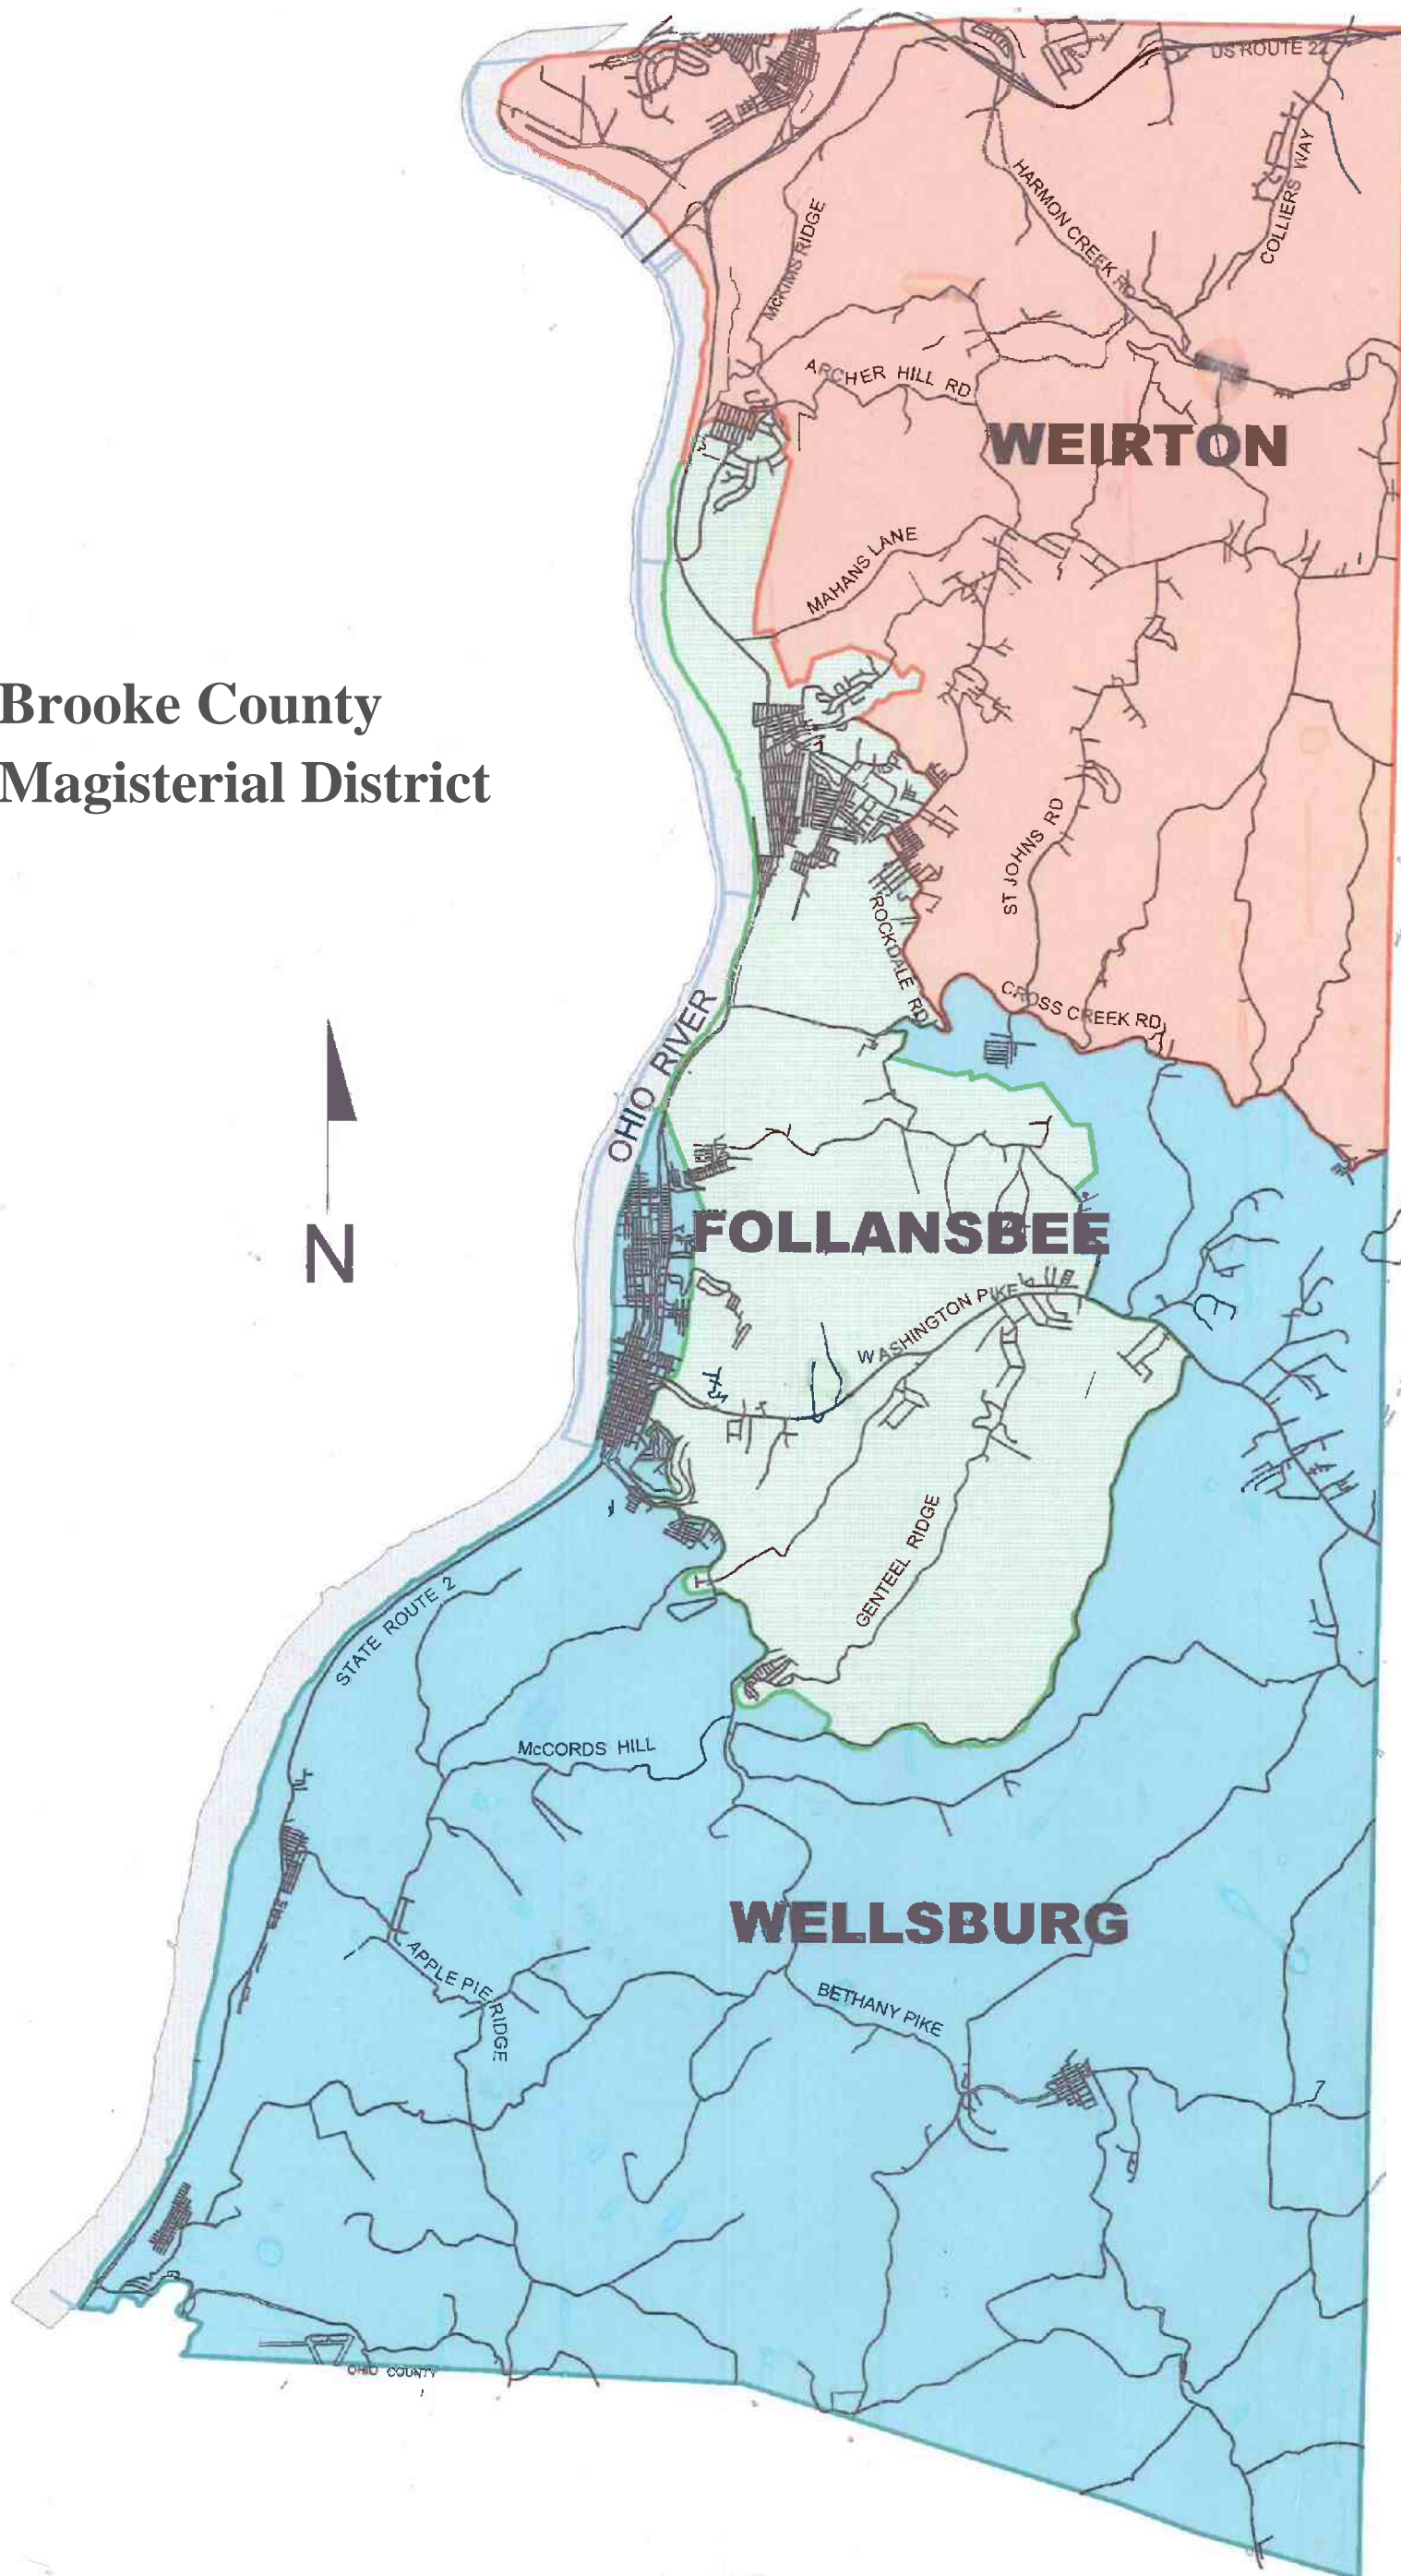 US ROUTE 22
COLLIERS WAY
HARMON CREEK RD
McKIMS RIDGE
ARCHER HILL RD
WEIRTON
MAHANS LANE
Brooke County
Magisterial District
ST JOHNS RD
ROCKDALE RD
CROSS CREEK RD
OHIO RIVER
N
FOLLANSBEE
WASHINGTON PIKE
GENTEEL RIDGE
STATE ROUTE 2
McCORDS HILL
WELLSBURG
APPLE PIE RIDGE
BETHANY PIKE
OHIO COUNTY